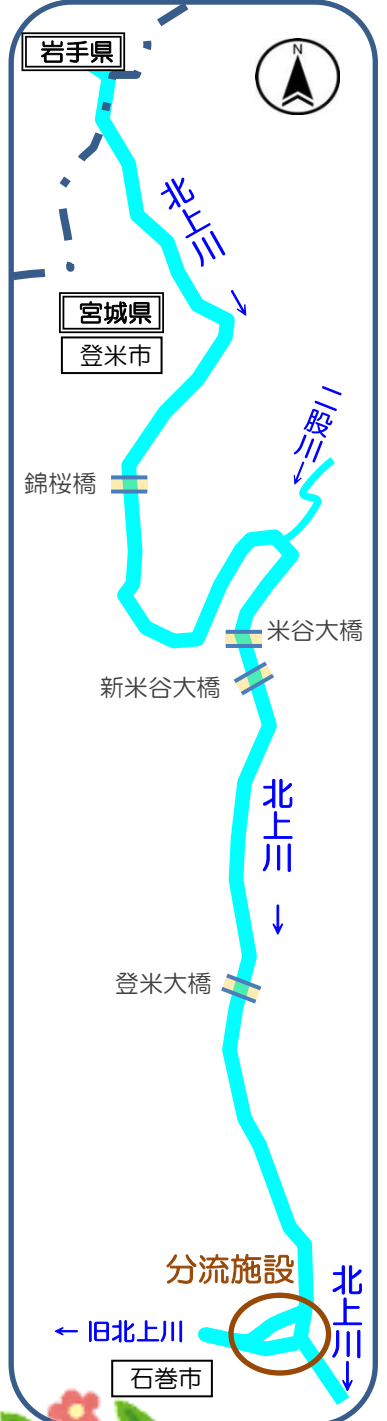 岩手県
N
北上川
↓
宮城県
登米市
二股川
←
錦桜橋
米谷大橋
新米谷大橋
北上川
↓
登米大橋
分流施設
北上川
↓
← 旧北上川
石巻市